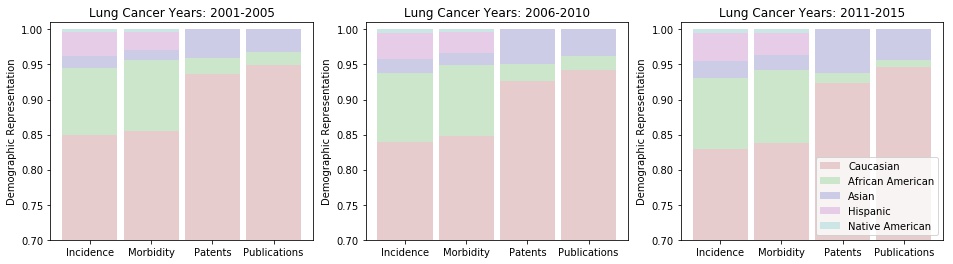 Lung Cancer Years: 2001-2005
Demographic Representation
1.00
0.95
0.90
0.85
0.80
0.75
0.70
Incidence Morbidity Patents Publications
Lung Cancer Years: 2006-2010
Demographic Representation
1.00
0.95
0.90
0.85
0.80
0.75
0.70
Incidence Morbidity Patents Publications
Lung Cancer Years: 2011-2015
Demographic Representation
1.00
0.95
0.90
0.85
0.80
0.75
0.70
Incidence Morbidity Patents Publications
Caucasian
African American
Asian
Hispanic
Native American